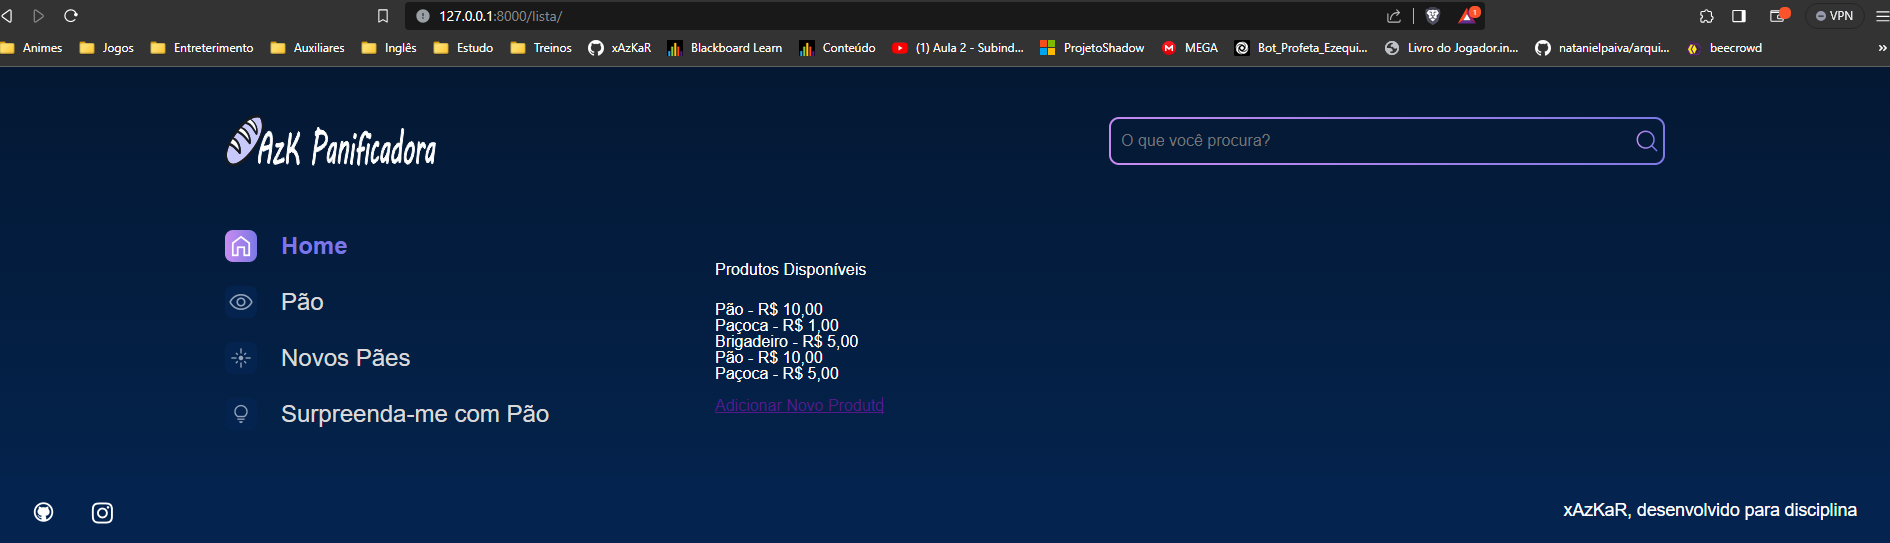 127.0.0.1:8000/lista/
1
VPN
Animes Jogos Entreterimento Auxiliares Inglês Estudo Treinos xAzKaR Blackboard Learn Conteúdo (1) Aula 2 - Subind... ProjetoShadow MEGA Bot_Profeta_Ezequi... Livro do Jogador.in... natanielpaiva/arqui... beecrowd »
AzK Panificadora
O que você procura?
Home
Pão
Novos Pães
Surpreenda-me com Pão
Produtos Disponíveis
Pão - R$ 10,00
Paçoca - R$ 1,00
Brigadeiro - R$ 5,00
Pão - R$ 10,00
Paçoca - R$ 5,00
Adicionar Novo Produto
xAzKaR, desenvolvido para disciplina